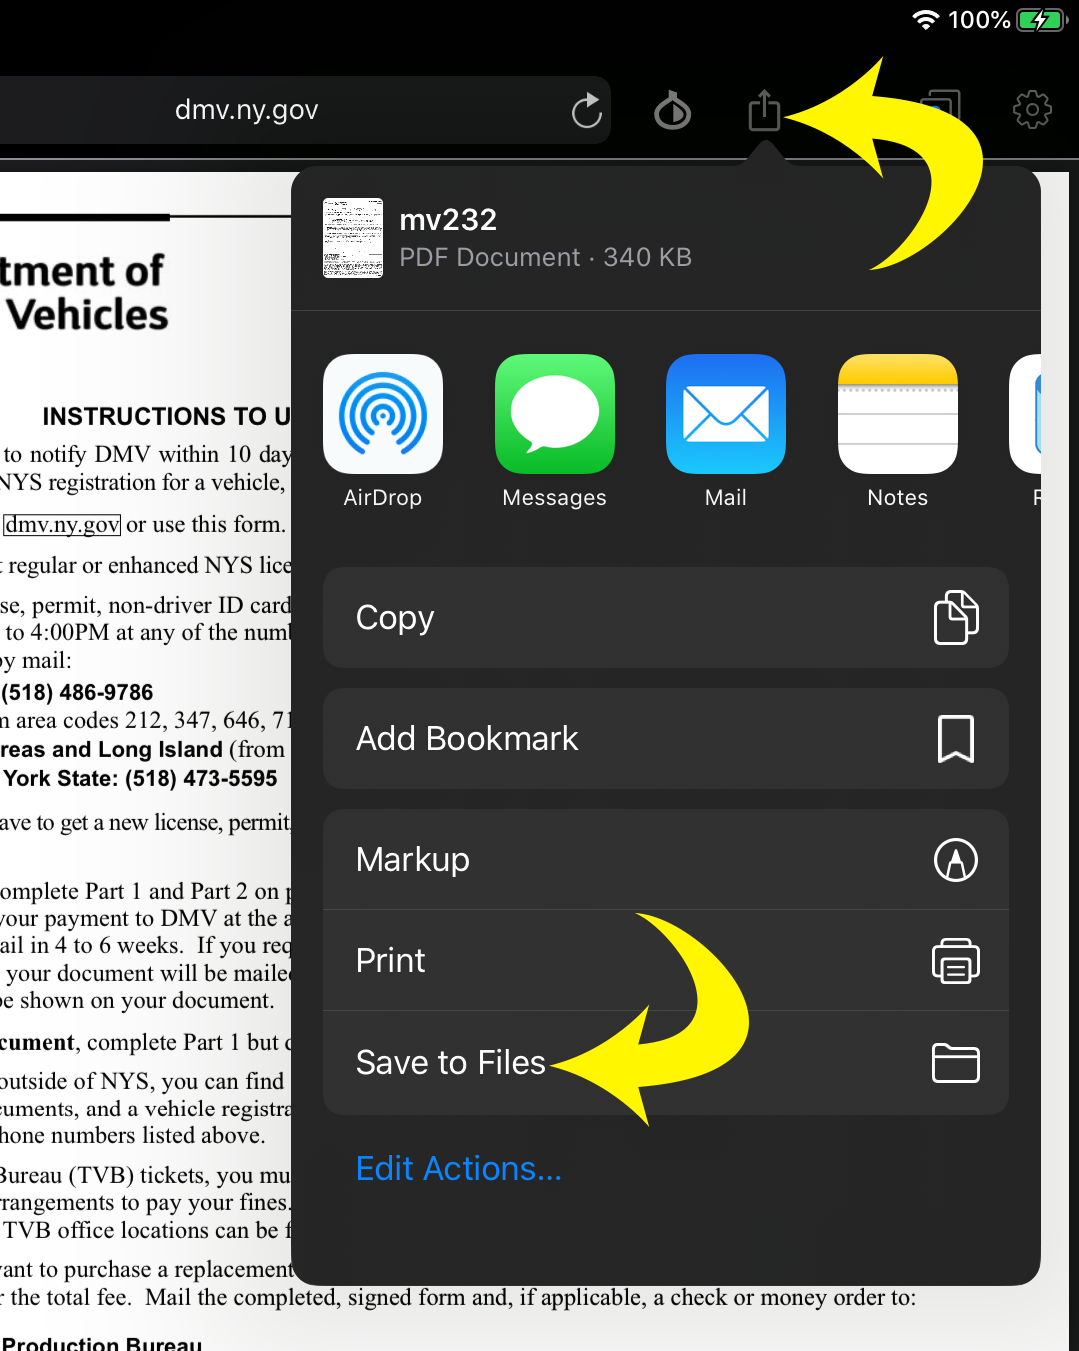 100%
dmv.ny.gov
mv232
PDF Document · 340 KB
tment of
Vehicles
AirDrop
Messages
Mail
Notes
Copy
Add Bookmark
Markup
Print
Save to Files
Edit Actions...
INSTRUCTIONS TO U
to notify DMV within 10 day
NYS registration for a vehicle,
dmv.ny.gov or use this form.
regular or enhanced NYS lice
se, permit, non-driver ID card
to 4:00PM at any of the num
by mail:
(518) 486-9786
area codes 212, 347, 646, 71
reas and Long Island (from
York State: (518) 473-5595
ave to get a new license, permit,
omplete Part 1 and Part 2 on p
your payment to DMV at the a
ail in 4 to 6 weeks. If you req
your document will be mailed
be shown on your document.
cument, complete Part 1 but d
outside of NYS, you can find
cuments, and a vehicle registra
hone numbers listed above.
Bureau (TVB) tickets, you mu
rrangements to pay your fines.
TVB office locations can be f
ant to purchase a replacement
r the total fee. Mail the completed, signed form and, if applicable, a check or money order to:
Production Bureau